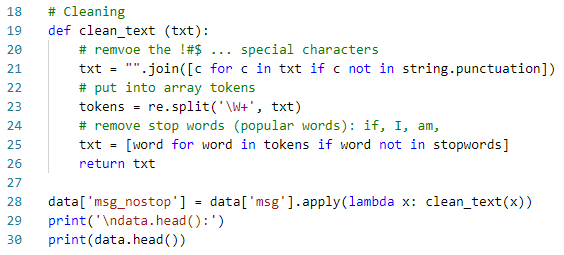 18 # Cleaning
19 def clean_text (txt):
20     # remvoe the !#$ ... special characters
21     txt = "".join([c for c in txt if c not in string.punctuation])
22     # put into array tokens
23     tokens = re.split('\W+', txt)
24     # remove stop words (popular words): if, I, am,
25     txt = [word for word in tokens if word not in stopwords]
26     return txt
27
28 data['msg_nostop'] = data['msg'].apply(lambda x: clean_text(x))
29 print('\ndata.head():')
30 print(data.head())